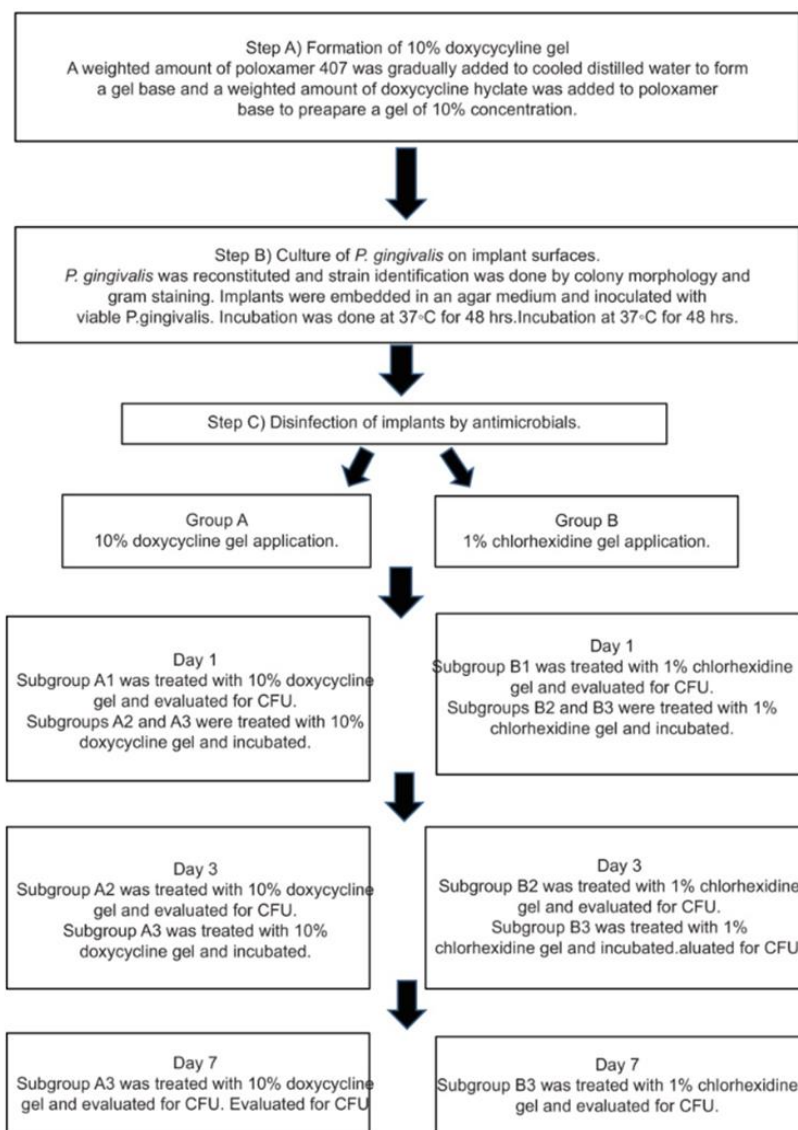 Step A) Formation of 10% doxycycyline gel
A weighted amount of poloxamer 407 was gradually added to cooled distilled water to form
a gel base and a weighted amount of doxycycline hyclate was added to poloxamer
base to preapare a gel of 10% concentration.
Step B) Culture of P. gingivalis on implant surfaces.
P. gingivalis was reconstituted and strain identification was done by colony morphology and
gram staining. Implants were embedded in an agar medium and inoculated with
viable P.gingivalis. Incubation was done at 37◦C for 48 hrs.Incubation at 37◦C for 48 hrs.
Step C) Disinfection of implants by antimicrobials.
Group A
10% doxycycline gel application.
Group B
1% chlorhexidine gel application.
Day 1
Subgroup A1 was treated with 10% doxycycline
gel and evaluated for CFU.
Subgroups A2 and A3 were treated with 10%
doxycycline gel and incubated.
Day 1
Subgroup B1 was treated with 1% chlorhexidine
gel and evaluated for CFU.
Subgroups B2 and B3 were treated with 1%
chlorhexidine gel and incubated.
Day 3
Subgroup A2 was treated with 10% doxycycline
gel and evaluated for CFU.
Subgroup A3 was treated with 10%
doxycycline gel and incubated.
Day 3
Subgroup B2 was treated with 1% chlorhexidine
gel and evaluated for CFU.
Subgroup B3 was treated with 1%
chlorhexidine gel and incubated.aluated for CFU
Day 7
Subgroup A3 was treated with 10% doxycycline
gel and evaluated for CFU. Evaluated for CFU
Day 7
Subgroup B3 was treated with 1% chlorhexidine
gel and evaluated for CFU.